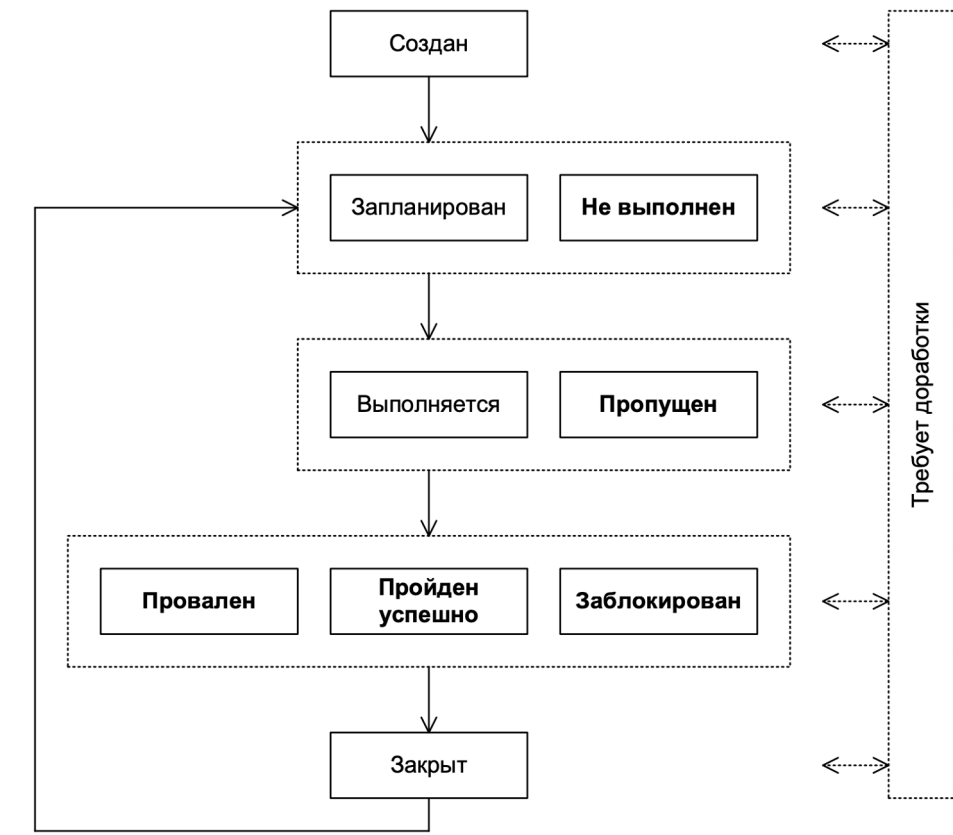 Создан
Запланирован
Не выполнен
Выполняется
Пропущен
Провален
Пройден
успешно
Заблокирован
Закрыт
Требует доработки